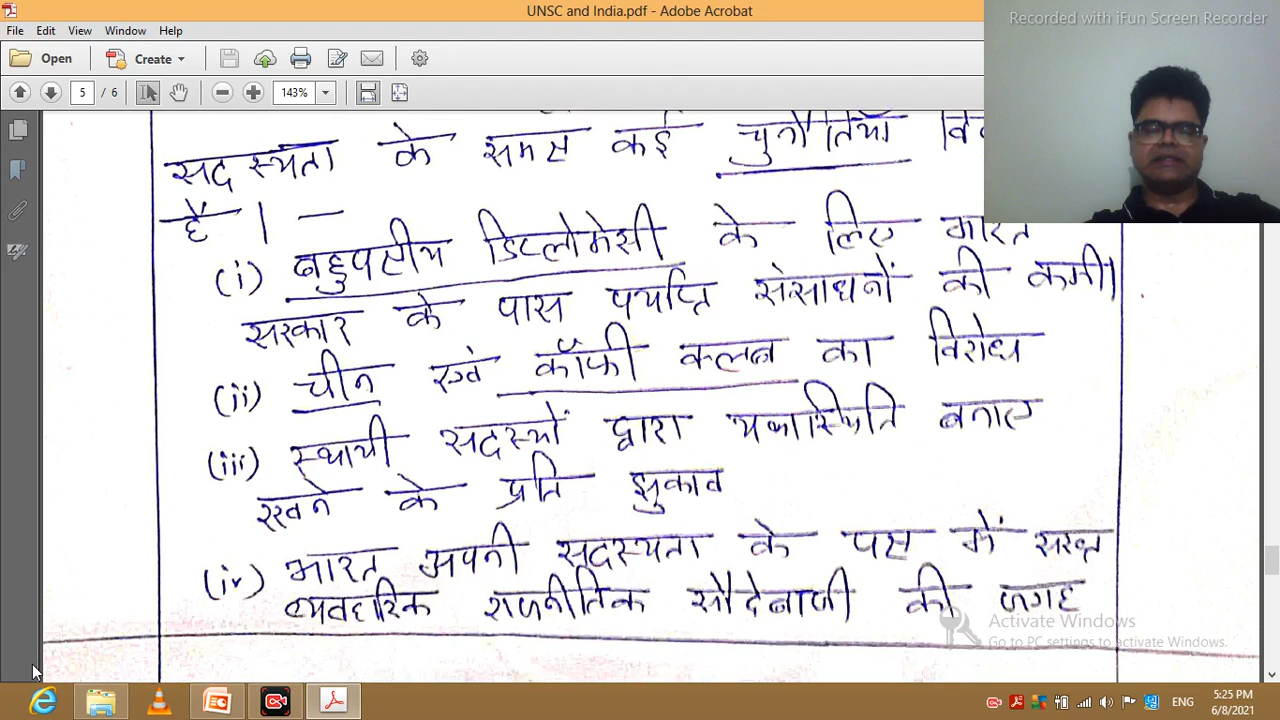 UNSC and India.pdf - Adobe Acrobat
Recorded with iFun Screen Recorder
File Edit View Window Help
Open Create
5 / 6 143%
सदस्यता के समक्ष कई चुनौतियाँ
है । —
(i) बहुपक्षीय डिप्लोमेसी के लिए भारत
सरकार के पास पर्याप्त संसाधनों की कमी।
(ii) चीन एवं कॉफी क्लब का विरोध
(iii) स्थायी सदस्यों द्वारा यथास्थिति बनाए
रखने के प्रति झुकाव
(iv) भारत अपनी सदस्यता के पक्ष में सख्त
व्यवहारिक राजनीतिक सौदेबाजी की जगह
Activate Windows
Go to PC settings to activate Windows.
ENG
5:25 PM
6/8/2021